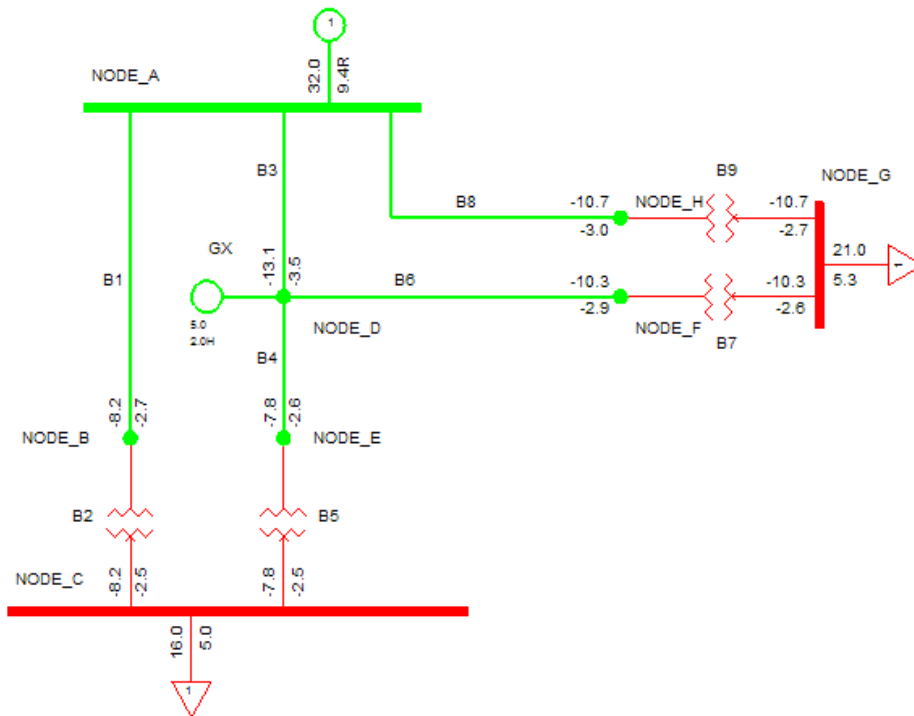 1
32.0
9.4R
NODE_A
B3
B9
NODE_G
B8
-10.7
NODE_H
-10.7
-3.0
-2.7
GX
-13.1
-3.5
21.0
5.3
1
B1
B6
-10.3
-10.3
-2.9
-2.6
5.0
2.0H
NODE_D
NODE_F
B7
B4
-8.2
-2.7
-7.8
-2.6
NODE_B
NODE_E
B2
B5
NODE_C
-8.2
-2.5
-7.8
-2.5
16.0
5.0
1